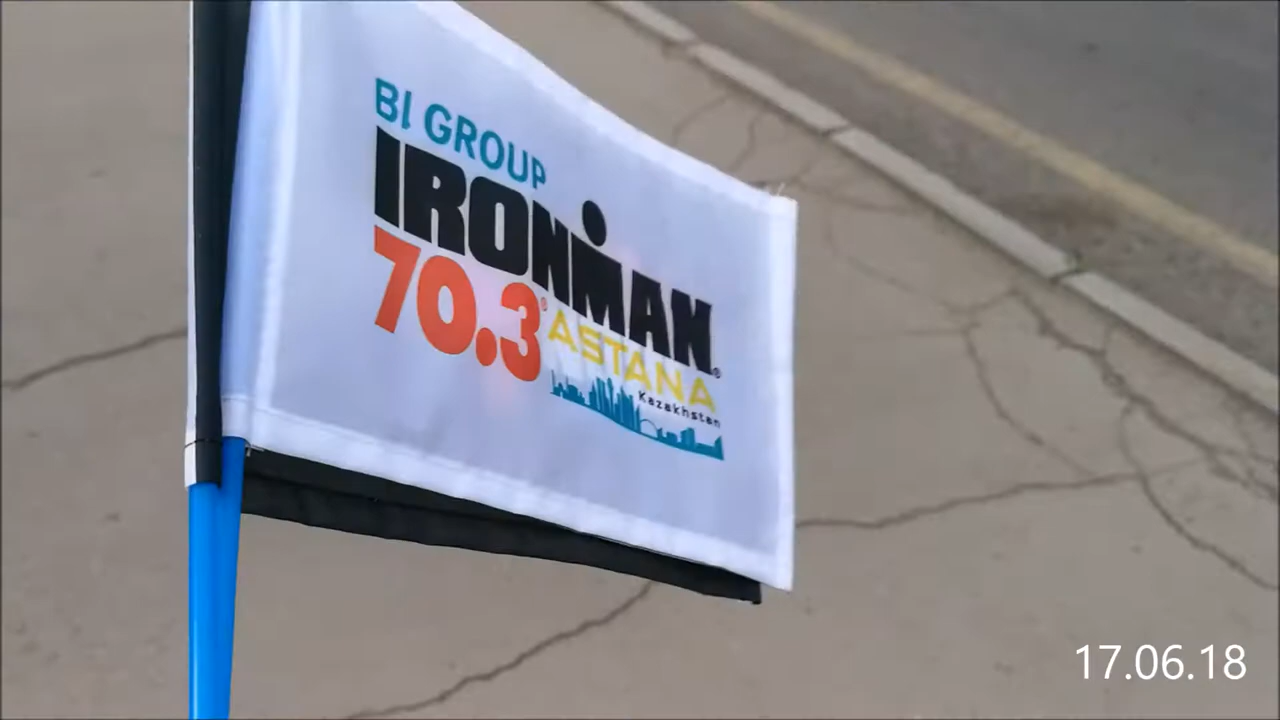 BI GROUP
IRONMAN®
70.3® ASTANA
Kazakhstan
17.06.18